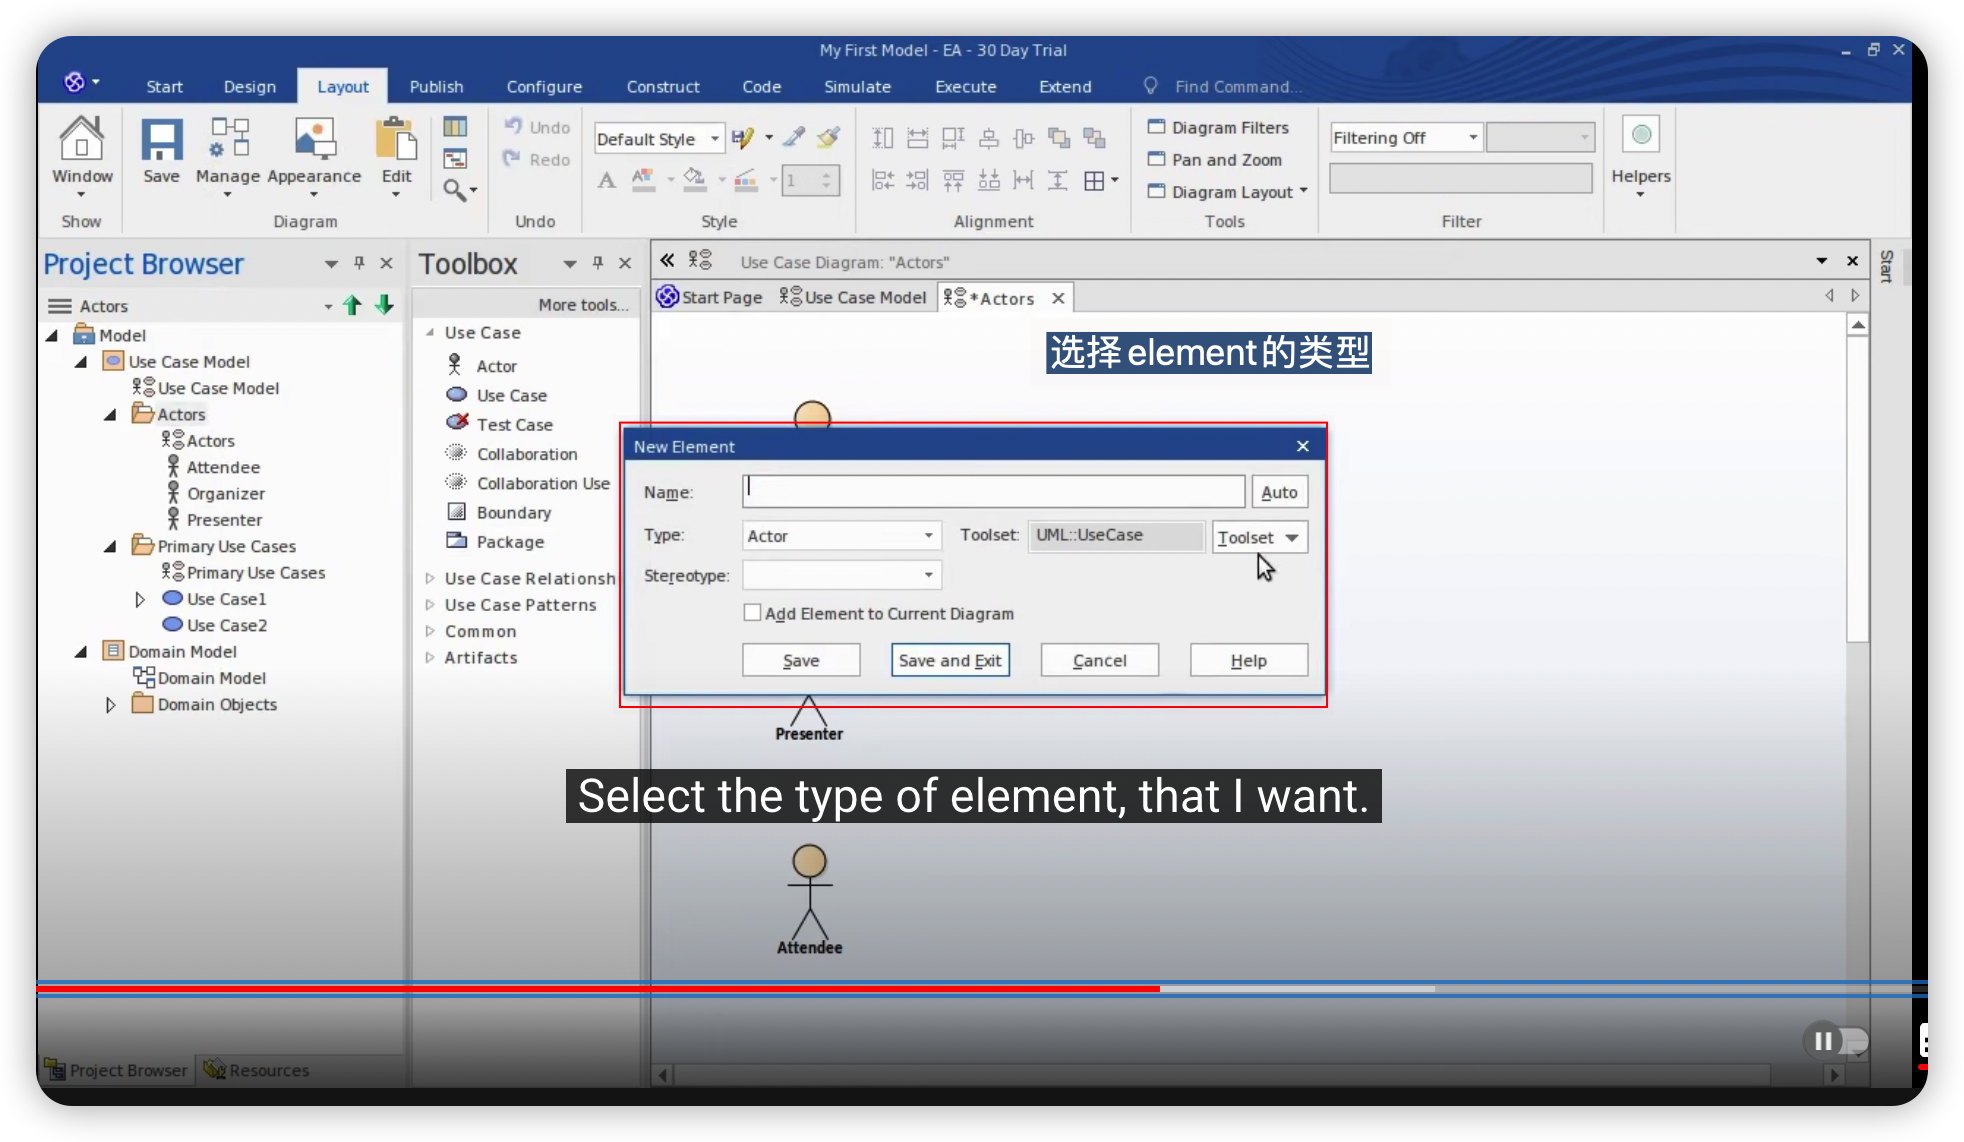 My First Model - EA - 30 Day Trial
Start Design Layout Publish Configure Construct Code Simulate Execute Extend Find Command...
Window
Show
Save Manage Appearance Edit
Diagram
Undo
Redo
Undo
Default Style
1
Style
Alignment
Diagram Filters
Pan and Zoom
Diagram Layout
Tools
Filtering Off
Filter
Helpers
Project Browser
Actors
Model
Use Case Model
Use Case Model
Actors
Actors
Attendee
Organizer
Presenter
Primary Use Cases
Primary Use Cases
Use Case1
Use Case2
Domain Model
Domain Model
Domain Objects
Project Browser Resources
Toolbox
More tools...
Use Case
Actor
Use Case
Test Case
Collaboration
Collaboration Use
Boundary
Package
Use Case Relationsh
Use Case Patterns
Common
Artifacts
Use Case Diagram: "Actors"
Start Page Use Case Model *Actors
Start
选择element的类型
New Element
Name: Auto
Type: Actor Toolset: UML::UseCase Toolset
Stereotype:
Add Element to Current Diagram
Save Save and Exit Cancel Help
Presenter
Select the type of element, that I want.
Attendee